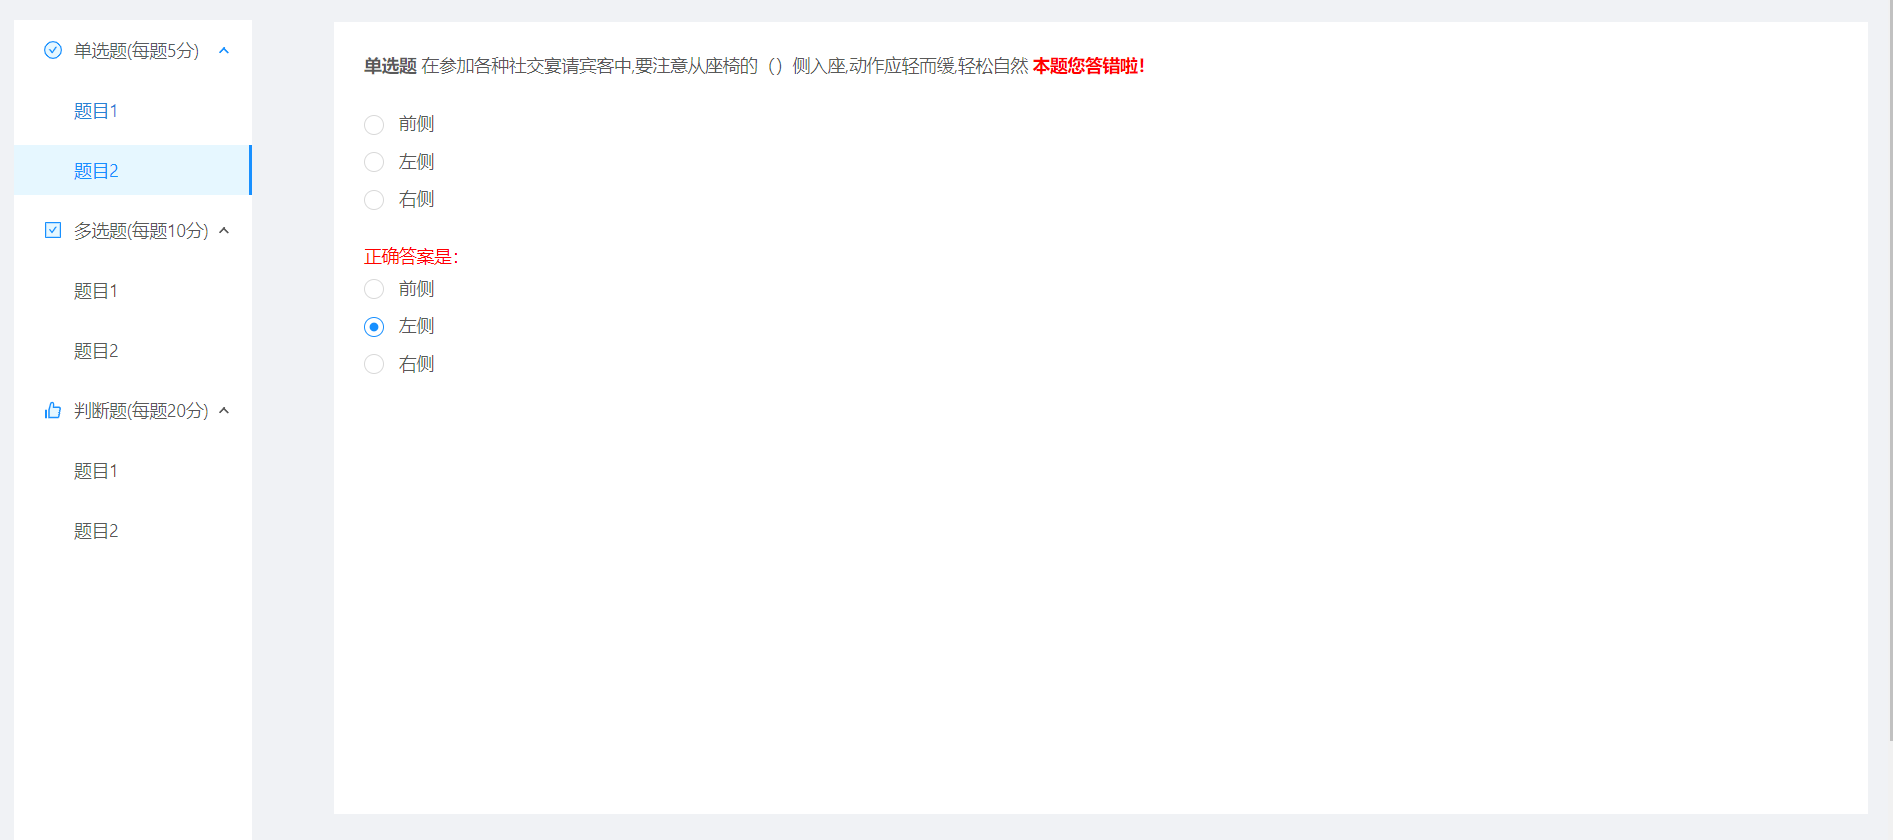 单选题(每题5分)
题目1
题目2
多选题(每题10分)
题目1
题目2
判断题(每题20分)
题目1
题目2
单选题 在参加各种社交宴请宾客中,要注意从座椅的（）侧入座,动作应轻而缓,轻松自然 本题您答错啦！
前侧
左侧
右侧
正确答案是：
前侧
左侧
右侧